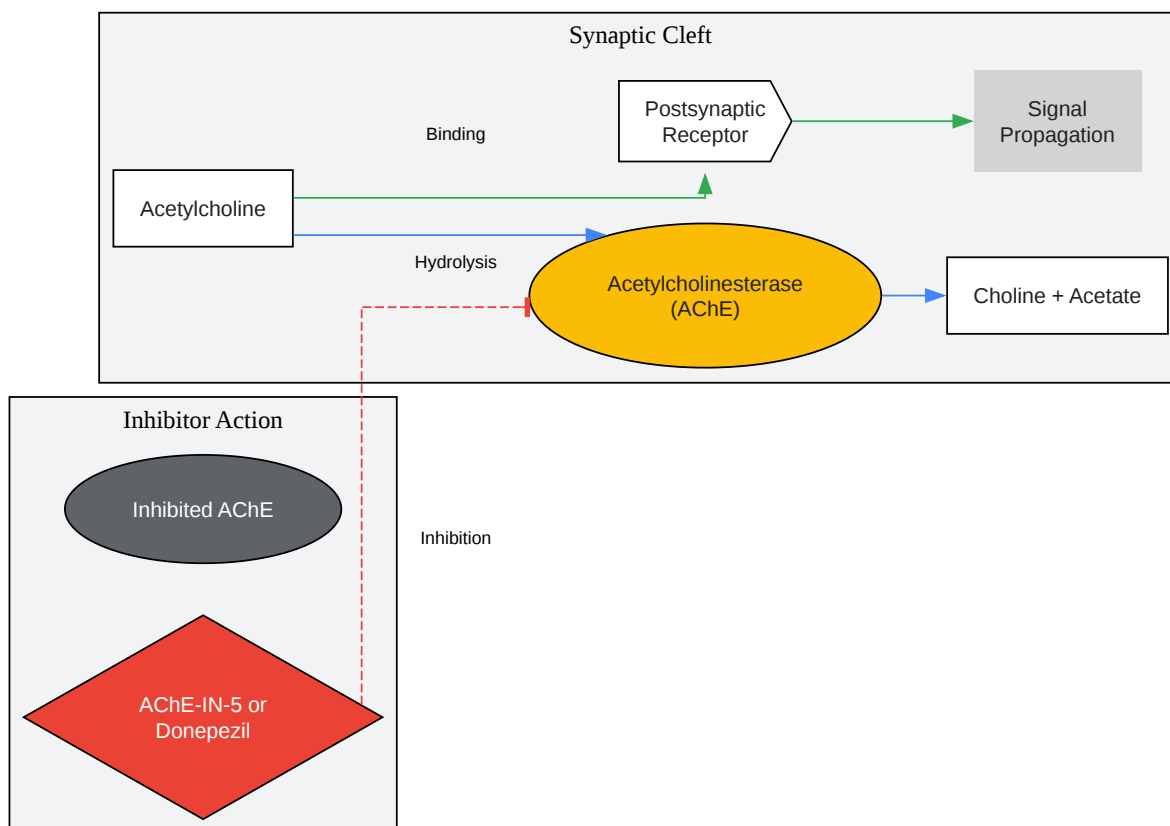 Synaptic Cleft
Postsynaptic
Receptor
Signal
Propagation
Binding
Acetylcholine
Hydrolysis
Acetylcholinesterase
(AChE)
Choline + Acetate
Inhibitor Action
Inhibited AChE
Inhibition
AChE-IN-5 or
Donepezil